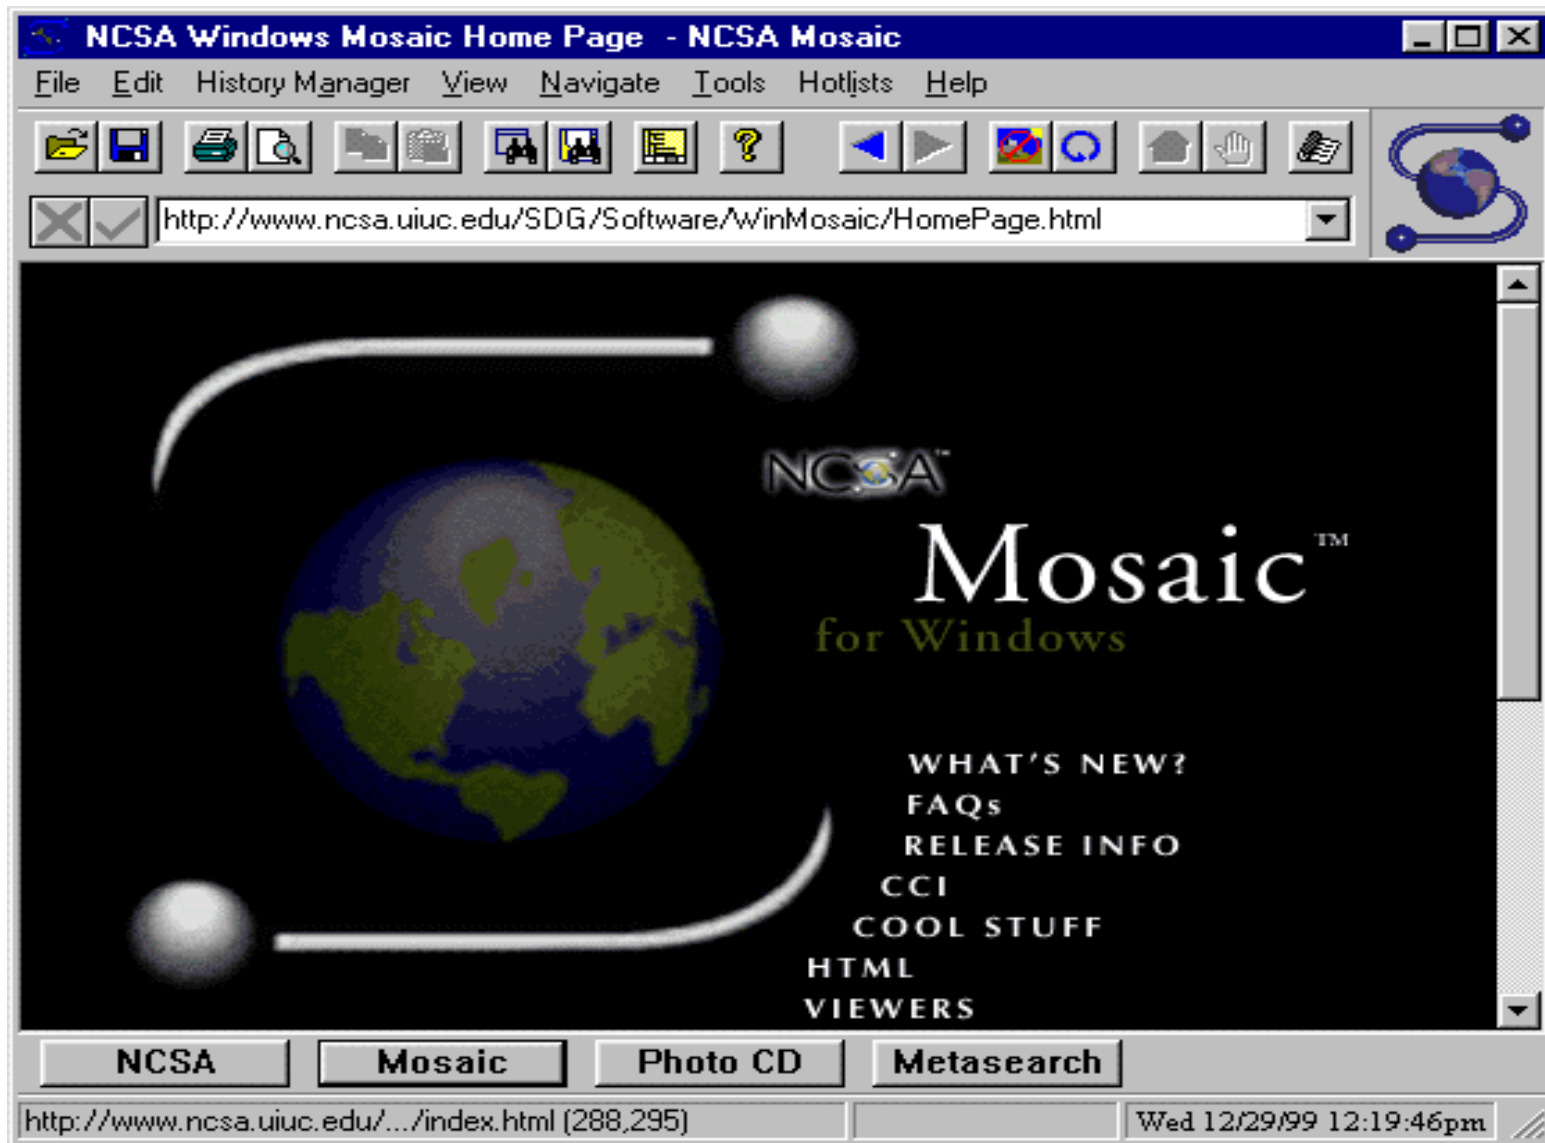 NCSA Windows Mosaic Home Page - NCSA Mosaic
File Edit History Manager View Navigate Tools Hotlists Help
http://www.ncsa.uiuc.edu/SDG/Software/WinMosaic/HomePage.html
NCSA™
Mosaic™
for Windows
WHAT'S NEW?
FAQs
RELEASE INFO
CCI
COOL STUFF
HTML
VIEWERS
NCSA Mosaic Photo CD Metasearch
http://www.ncsa.uiuc.edu/.../index.html (288,295) Wed 12/29/99 12:19:46pm